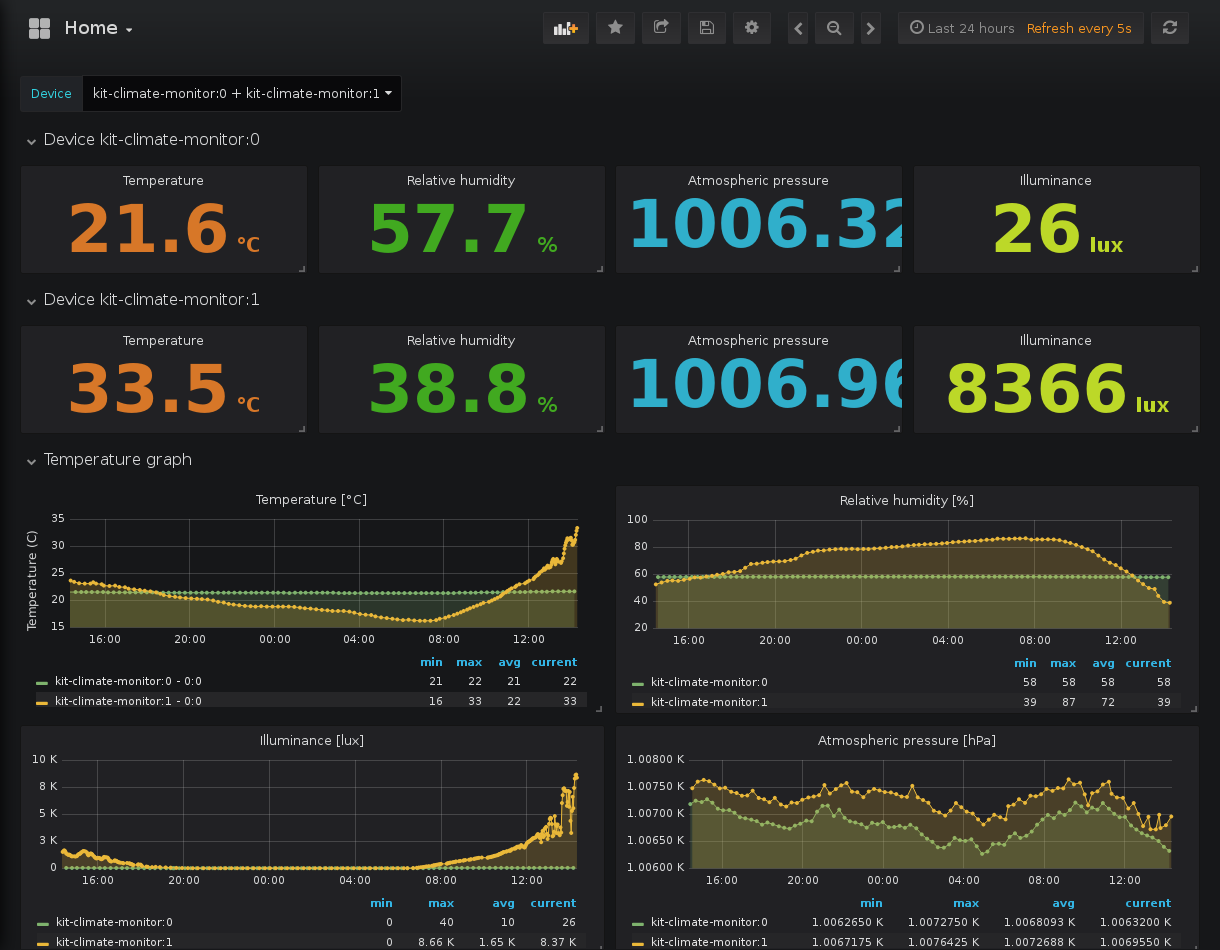 Home
Last 24 hours Refresh every 5s
Device kit-climate-monitor:0 + kit-climate-monitor:1
Device kit-climate-monitor:0
Temperature Relative humidity Atmospheric pressure Illuminance
21.6 °C 57.7 % 1006.32 26 lux
Device kit-climate-monitor:1
Temperature Relative humidity Atmospheric pressure Illuminance
33.5 °C 38.8 % 1006.96 8366 lux
Temperature graph
Temperature [°C]
Temperature (C)
35
30
25
20
15
16:00 20:00 00:00 04:00 08:00 12:00
min max avg current
kit-climate-monitor:0 - 0:0 21 22 21 22
kit-climate-monitor:1 - 0:0 16 33 22 33
Relative humidity [%]
100
80
60
40
20
16:00 20:00 00:00 04:00 08:00 12:00
min max avg current
kit-climate-monitor:0 58 58 58 58
kit-climate-monitor:1 39 87 72 39
Illuminance [lux]
10 K
8 K
5 K
3 K
0
16:00 20:00 00:00 04:00 08:00 12:00
min max avg current
kit-climate-monitor:0 0 40 10 26
kit-climate-monitor:1 0 8.66 K 1.65 K 8.37 K
Atmospheric pressure [hPa]
1.00800 K
1.00750 K
1.00700 K
1.00650 K
1.00600 K
16:00 20:00 00:00 04:00 08:00 12:00
min max avg current
kit-climate-monitor:0 1.0062650 K 1.0072750 K 1.0068093 K 1.0063200 K
kit-climate-monitor:1 1.0067175 K 1.0076425 K 1.0072688 K 1.0069550 K